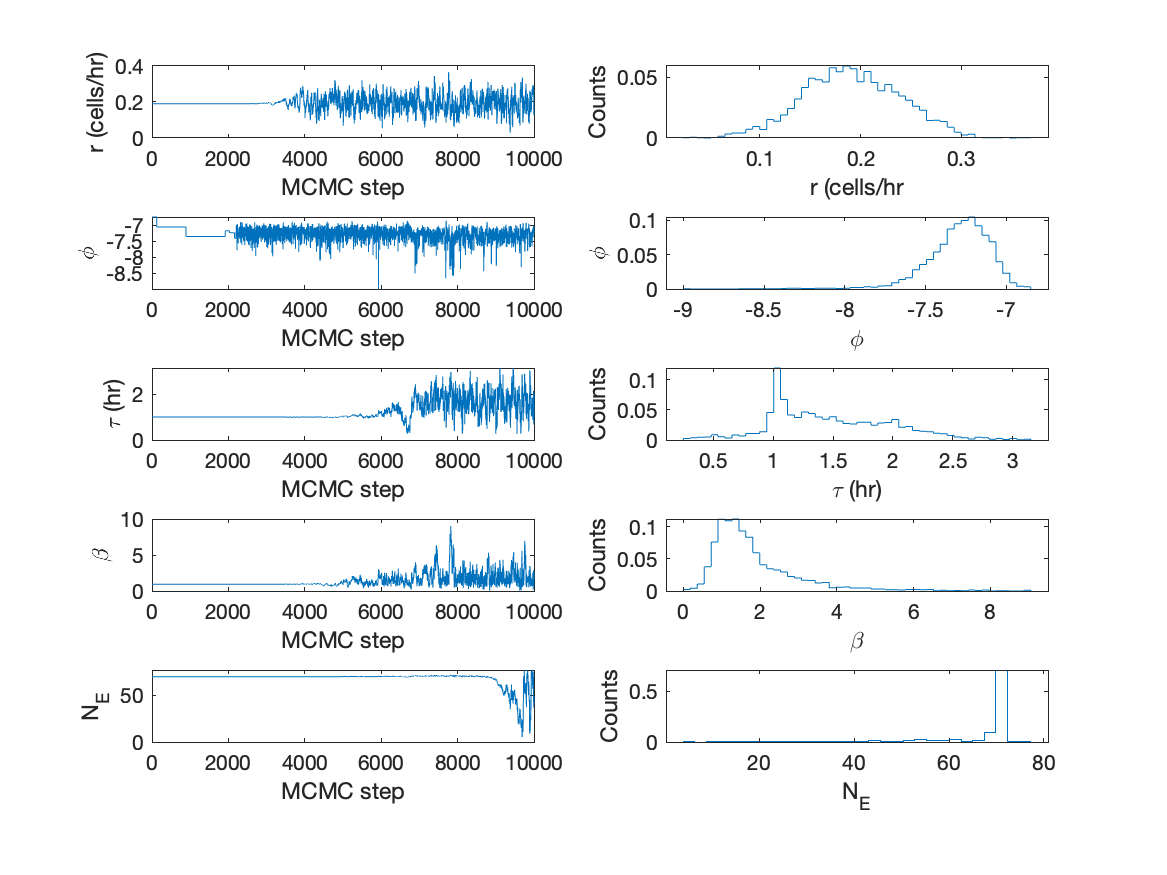 r (cells/hr)
0.4
0.2
0
0 2000 4000 6000 8000 10000
MCMC step
Counts
0.05
0
0.1 0.2 0.3
r (cells/hr
ϕ
-7
-7.5
-8
-8.5
0 2000 4000 6000 8000 10000
MCMC step
ϕ
0.1
0.05
0
-9 -8.5 -8 -7.5 -7
ϕ
τ (hr)
2
0
0 2000 4000 6000 8000 10000
MCMC step
Counts
0.1
0.05
0
0.5 1 1.5 2 2.5 3
τ (hr)
β
10
5
0
0 2000 4000 6000 8000 10000
MCMC step
Counts
0.1
0.05
0
0 2 4 6 8
β
N_E
50
0
0 2000 4000 6000 8000 10000
MCMC step
Counts
0.5
0
20 40 60 80
N_E